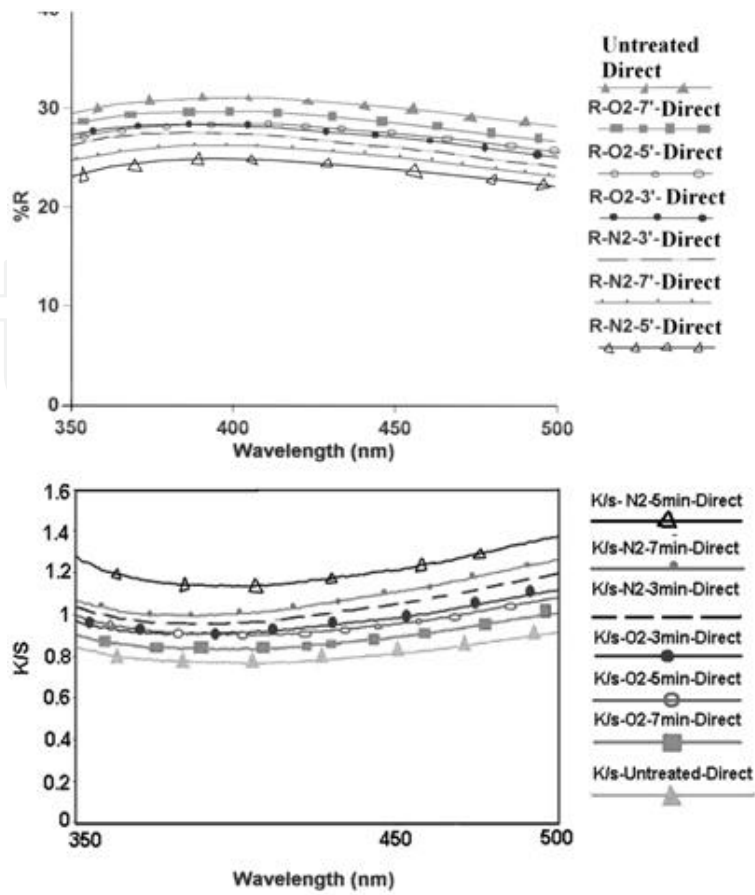 40
30
20
10
0
%R
350
400
450
500
Wavelength (nm)
Untreated
Direct
R-O2-7'-Direct
R-O2-5'-Direct
R-O2-3'- Direct
R-N2-3'-Direct
R-N2-7'-Direct
R-N2-5'-Direct
1.6
1.4
1.2
1
0.8
0.6
0.4
0.2
0
K/S
350
400
450
500
Wavelength (nm)
K/s- N2-5min-Direct
K/s-N2-7min-Direct
K/s-N2-3min-Direct
K/s-O2-3min-Direct
K/s-O2-5min-Direct
K/s-O2-7min-Direct
K/s-Untreated-Direct